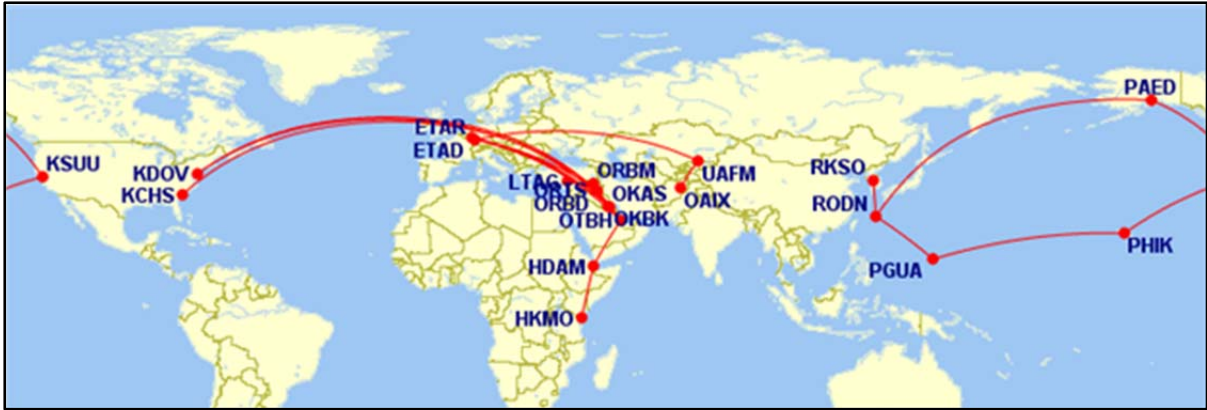 PAED
ETAR
ETAD
KSUU
KDOV
KCHS
ORBM
RKSO
UAFM
LTAG
ORTS
OKAS
OAIX
ORBD
RODN
OTBH
OKBK
PHIK
HDAM
PGUA
HKMO